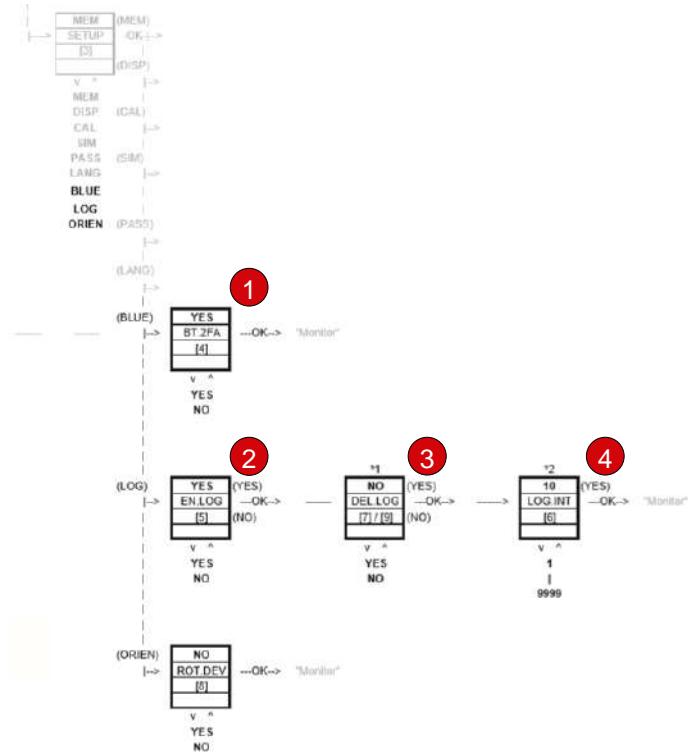 MEM (MEM)
|--> SETUP -OK-|-->
[3]
(DISP)
v ^ |-->
MEM
DISP (CAL)
CAL |-->
SIM
PASS (SIM)
LANG |-->
BLUE
LOG
ORIEN (PASS)
|-->
(LANG)
|-->
1
(BLUE) YES
|--> BT.2FA ---OK--> "Monitor"
[4]
v ^
YES
NO
2 3 4
*1 *2
(LOG) YES (YES) NO (YES) 10 (YES)
|--> EN.LOG ---OK--> DEL.LOG ---OK--> LOG.INT ---OK--> "Monitor"
[5] (NO) [7] / [9] (NO) [6]
v ^ v ^ v ^
YES YES 1
NO NO |
9999
(ORIEN) NO
|--> ROT.DEV ---OK--> "Monitor"
[8]
v ^
YES
NO